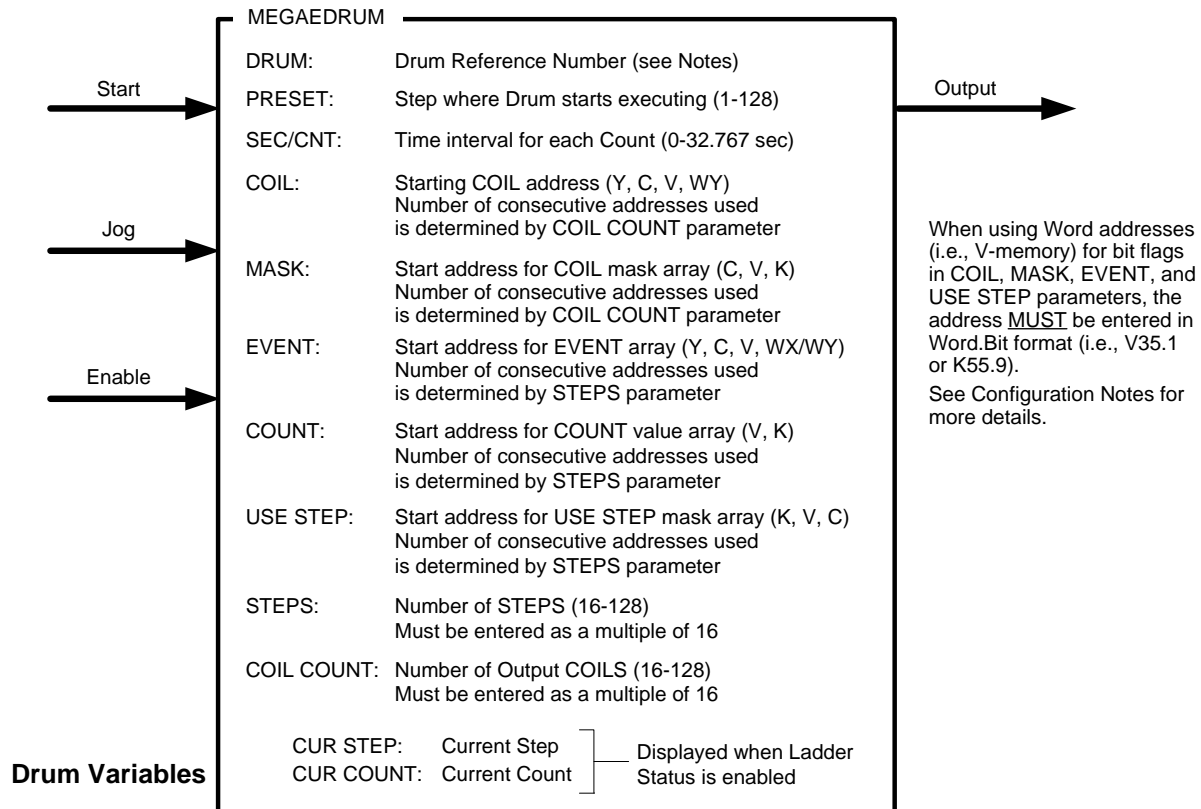 MEGAEDRUM
Start
Jog
Enable
DRUM: Drum Reference Number (see Notes)
PRESET: Step where Drum starts executing (1-128)
SEC/CNT: Time interval for each Count (0-32.767 sec)
COIL: Starting COIL address (Y, C, V, WY)
Number of consecutive addresses used
is determined by COIL COUNT parameter
MASK: Start address for COIL mask array (C, V, K)
Number of consecutive addresses used
is determined by COIL COUNT parameter
EVENT: Start address for EVENT array (Y, C, V, WX/WY)
Number of consecutive addresses used
is determined by STEPS parameter
COUNT: Start address for COUNT value array (V, K)
Number of consecutive addresses used
is determined by STEPS parameter
USE STEP: Start address for USE STEP mask array (K, V, C)
Number of consecutive addresses used
is determined by STEPS parameter
STEPS: Number of STEPS (16-128)
Must be entered as a multiple of 16
COIL COUNT: Number of Output COILS (16-128)
Must be entered as a multiple of 16
CUR STEP: Current Step
CUR COUNT: Current Count
Displayed when Ladder
Status is enabled
Drum Variables
Output
When using Word addresses
(i.e., V-memory) for bit flags
in COIL, MASK, EVENT, and
USE STEP parameters, the
address MUST be entered in
Word.Bit format (i.e., V35.1
or K55.9).
See Configuration Notes for
more details.